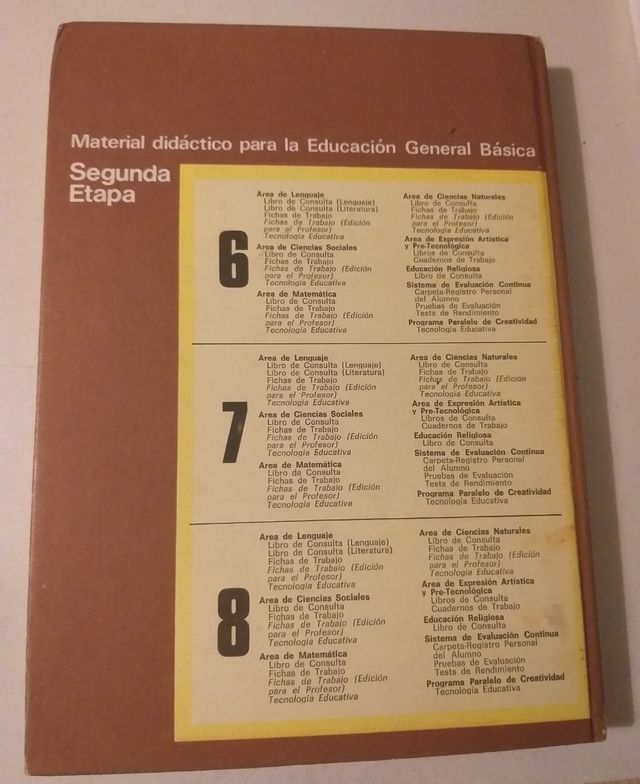 Material didáctico para la Educación General Básica
Segunda
Etapa
6
Area de Lenguaje
Libro de Consulta (Lenguaje)
Libro de Consulta (Literatura)
Fichas de Trabajo
Fichas de Trabajo (Edición
para el Profesor)
Tecnología Educativa
Area de Ciencias Sociales
Libro de Consulta
Fichas de Trabajo
Fichas de Trabajo (Edición
para el Profesor)
Tecnología Educativa
Area de Matemática
Libro de Consulta
Fichas de Trabajo
Fichas de Trabajo (Edición
para el Profesor)
Tecnología Educativa
Area de Ciencias Naturales
Libro de Consulta
Fichas de Trabajo
Fichas de Trabajo (Edición
para el Profesor)
Tecnología Educativa
Area de Expresión Artística
y Pre-Tecnológica
Libros de Consulta
Cuadernos de Trabajo
Educación Religiosa
Libro de Consulta
Sistema de Evaluación Continua
Carpeta-Registro Personal
del Alumno
Pruebas de Evaluación
Tests de Rendimiento
Programa Paralelo de Creatividad
Tecnología Educativa
7
Area de Lenguaje
Libro de Consulta (Lenguaje)
Libro de Consulta (Literatura)
Fichas de Trabajo
Fichas de Trabajo (Edición
para el Profesor)
Tecnología Educativa
Area de Ciencias Sociales
Libro de Consulta
Fichas de Trabajo
Fichas de Trabajo (Edición
para el Profesor)
Tecnología Educativa
Area de Matemática
Libro de Consulta
Fichas de Trabajo
Fichas de Trabajo (Edición
para el Profesor)
Tecnología Educativa
Area de Ciencias Naturales
Libro de Consulta
Fichas de Trabajo
Fichas de Trabajo (Edición
para el Profesor)
Tecnología Educativa
Area de Expresión Artística
y Pre-Tecnológica
Libros de Consulta
Cuadernos de Trabajo
Educación Religiosa
Libro de Consulta
Sistema de Evaluación Continua
Carpeta-Registro Personal
del Alumno
Pruebas de Evaluación
Tests de Rendimiento
Programa Paralelo de Creatividad
Tecnología Educativa
8
Area de Lenguaje
Libro de Consulta (Lenguaje)
Libro de Consulta (Literatura)
Fichas de Trabajo
Fichas de Trabajo (Edición
para el Profesor)
Tecnología Educativa
Area de Ciencias Sociales
Libro de Consulta
Fichas de Trabajo
Fichas de Trabajo (Edición
para el Profesor)
Tecnología Educativa
Area de Matemática
Libro de Consulta
Fichas de Trabajo
Fichas de Trabajo (Edición
para el Profesor)
Tecnología Educativa
Area de Ciencias Naturales
Libro de Consulta
Fichas de Trabajo
Fichas de Trabajo (Edición
para el Profesor)
Tecnología Educativa
Area de Expresión Artística
y Pre-Tecnológica
Libros de Consulta
Cuadernos de Trabajo
Educación Religiosa
Libro de Consulta
Sistema de Evaluación Continua
Carpeta-Registro Personal
del Alumno
Pruebas de Evaluación
Tests de Rendimiento
Programa Paralelo de Creatividad
Tecnología Educativa